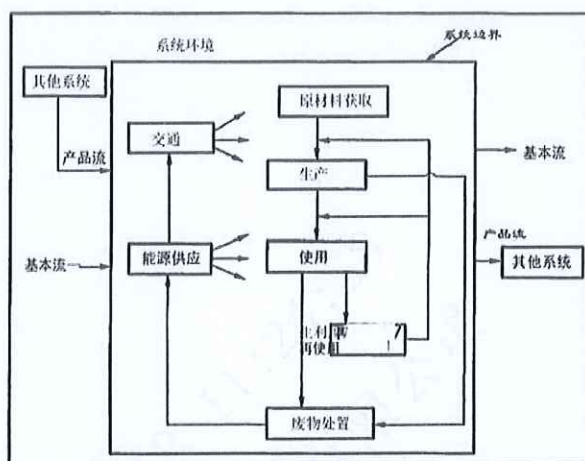 系统环境
系统边界
其他系统
原材料获取
交通
产品流
基本流
生产
产品流
能源供应
使用
基本流
其他系统
再使用
废物处置